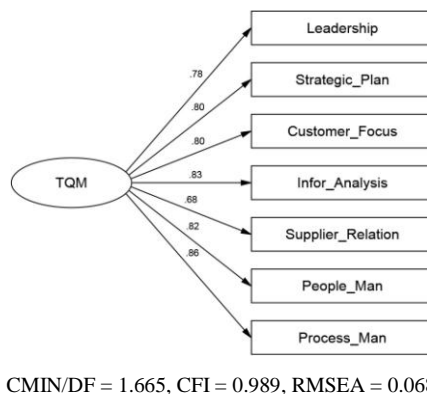 Leadership
.78
Strategic_Plan
.80
Customer_Focus
.80
TQM
.83
Infor_Analysis
.68
Supplier_Relation
.82
People_Man
.86
Process_Man
CMIN/DF = 1.665, CFI = 0.989, RMSEA = 0.068